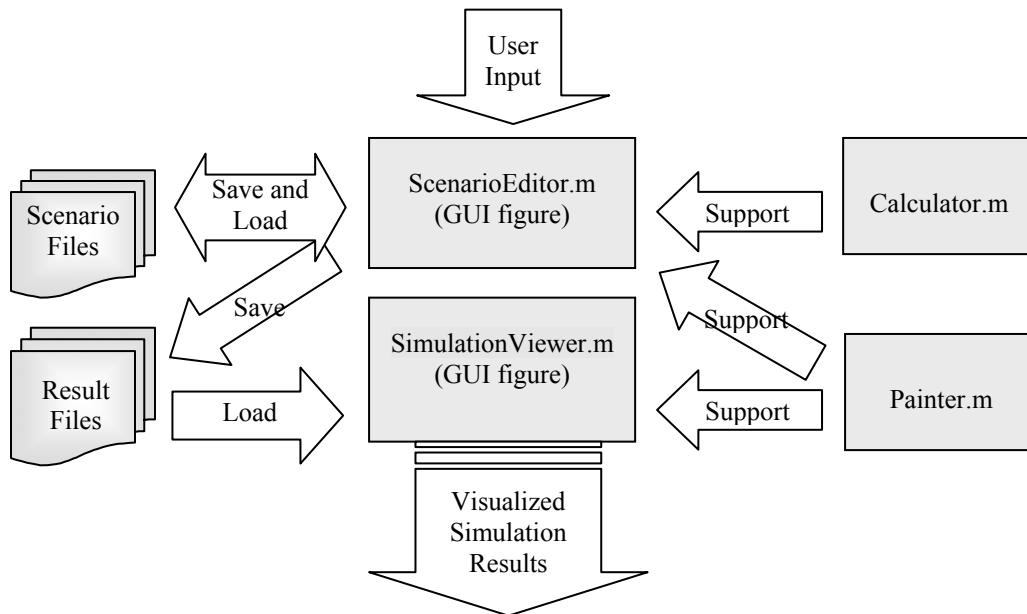 User
Input
Scenario
Files
Save and
Load
ScenarioEditor.m
(GUI figure)
Support
Calculator.m
Save
Support
Result
Files
Load
SimulationViewer.m
(GUI figure)
Support
Painter.m
Visualized
Simulation
Results